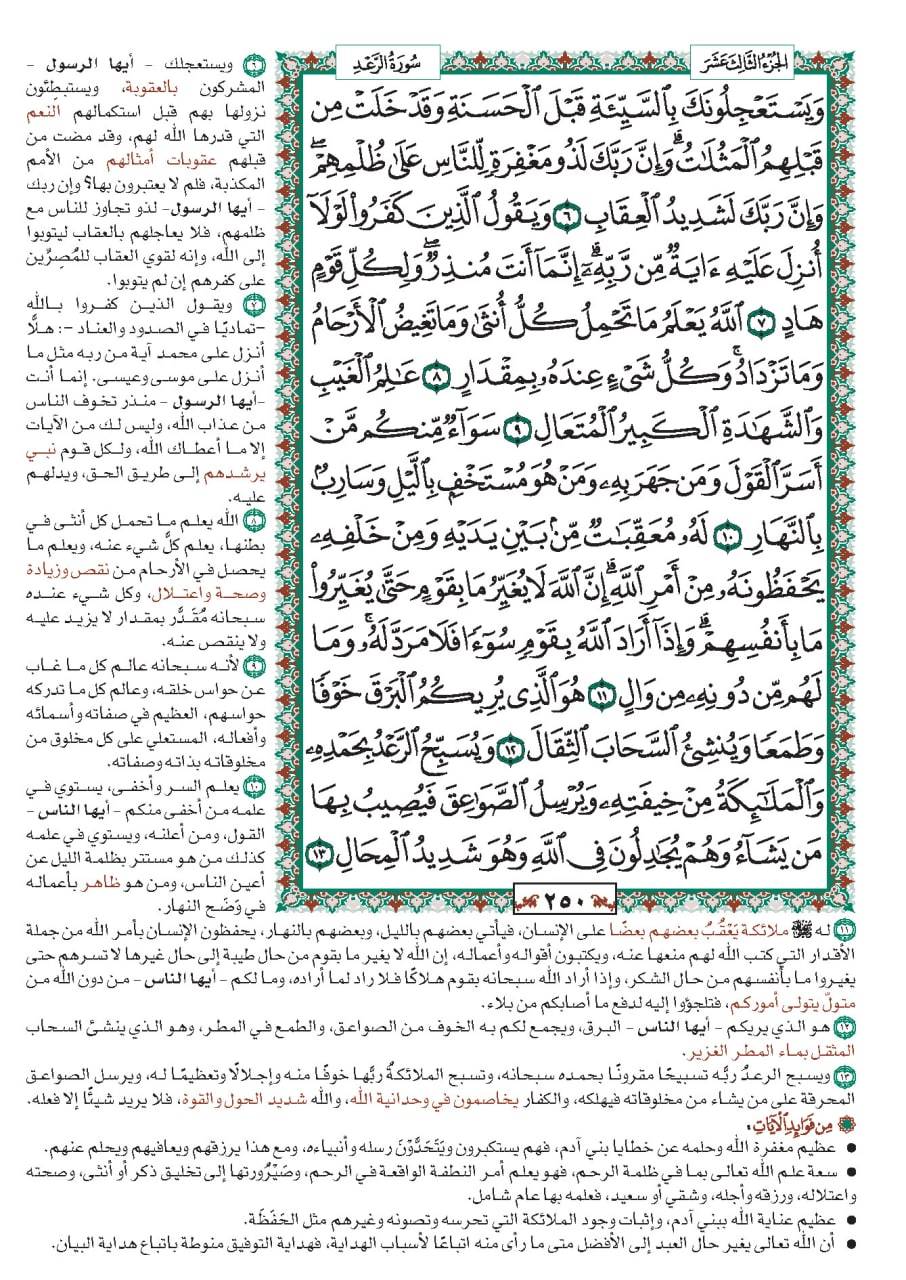 الجُزْءُ الثَّالِثَ عَشَرَ
سُورَةُ الرَّعْدِ
وَيَسْتَعْجِلُونَكَ بِالسَّيِّئَةِ قَبْلَ الْحَسَنَةِ وَقَدْ خَلَتْ مِن
قَبْلِهِمُ الْمَثُلَاتُ ۗ وَإِنَّ رَبَّكَ لَذُو مَغْفِرَةٍ لِّلنَّاسِ عَلَىٰ ظُلْمِهِمْ ۖ
وَإِنَّ رَبَّكَ لَشَدِيدُ الْعِقَابِ ٦ وَيَقُولُ الَّذِينَ كَفَرُوا لَوْلَا
أُنزِلَ عَلَيْهِ ءَايَةٌ مِّن رَّبِّهِۦٓ ۗ إِنَّمَآ أَنتَ مُنذِرٌ ۖ وَلِكُلِّ قَوْمٍ
هَادٍ ٧ اللَّهُ يَعْلَمُ مَا تَحْمِلُ كُلُّ أُنثَىٰ وَمَا تَغِيضُ الْأَرْحَامُ
وَمَا تَزْدَادُ ۖ وَكُلُّ شَيْءٍ عِندَهُۥ بِمِقْدَارٍ ٨ عَٰلِمُ الْغَيْبِ
وَالشَّهَٰدَةِ الْكَبِيرُ الْمُتَعَالِ ٩ سَوَآءٌ مِّنكُم مَّنْ
أَسَرَّ الْقَوْلَ وَمَن جَهَرَ بِهِۦ وَمَنْ هُوَ مُسْتَخْفٍۭ بِالَّيْلِ وَسَارِبٌۢ
بِالنَّهَارِ ١٠ لَهُۥ مُعَقِّبَٰتٌ مِّنۢ بَيْنِ يَدَيْهِ وَمِنْ خَلْفِهِۦ
يَحْفَظُونَهُۥ مِنْ أَمْرِ اللَّهِ ۗ إِنَّ اللَّهَ لَا يُغَيِّرُ مَا بِقَوْمٍ حَتَّىٰ يُغَيِّرُوا
مَا بِأَنفُسِهِمْ ۗ وَإِذَآ أَرَادَ اللَّهُ بِقَوْمٍ سُوٓءًا فَلَا مَرَدَّ لَهُۥ ۚ وَمَا
لَهُم مِّن دُونِهِۦ مِن وَالٍ ١١ هُوَ الَّذِي يُرِيكُمُ الْبَرْقَ خَوْفًا
وَطَمَعًا وَيُنشِئُ السَّحَابَ الثِّقَالَ ١٢ وَيُسَبِّحُ الرَّعْدُ بِحَمْدِهِۦ
وَالْمَلَٰٓئِكَةُ مِنْ خِيفَتِهِۦ وَيُرْسِلُ الصَّوَٰعِقَ فَيُصِيبُ بِهَا
مَن يَشَآءُ وَهُمْ يُجَٰدِلُونَ فِي اللَّهِ وَهُوَ شَدِيدُ الْمِحَالِ ١٣
٢٥٠
٦ ويستعجلك - أيها الرسول -
المشركون بالعقوبة، ويستبطئون
نزولها بهم قبل استكمالهم النعم
التي قدرها الله لهم، وقد مضت من
قبلهم عقوبات أمثالهم من الأمم
المكذبة، فلم لا يعتبرون بها؟ وإن ربك
- أيها الرسول- لذو تجاوز للناس مع
ظلمهم، فلا يعاجلهم بالعقاب ليتوبوا
إلى الله، وإنه لقوي العقاب للمُصِرِّين
على كفرهم إن لم يتوبوا.
٧ ويقول الذين كفروا بالله
-تماديًا في الصدود والعناد -: هلَّا
أنزل على محمد آية من ربه مثل ما
أنزل على موسى وعيسى. إنما أنت
-أيها الرسول - منذر تخوف الناس
من عذاب الله، وليس لك من الآيات
إلا ما أعطاك الله، ولكل قوم نبي
يرشدهم إلى طريق الحق، ويدلهم
عليه.
٨ الله يعلم ما تحمل كل أنثى في
بطنها، يعلم كلَّ شيء عنه، ويعلم ما
يحصل في الأرحام من نقص وزيادة
وصحة واعتلال، وكل شيء عنده
سبحانه مُقَدَّر بمقدار لا يزيد عليه
ولا ينقص عنه.
٩ لأنه سبحانه عالم كل ما غاب
عن حواس خلقه، وعالم كل ما تدركه
حواسهم، العظيم في صفاته وأسمائه
وأفعاله، المستعلي على كل مخلوق من
مخلوقاته بذاته وصفاته.
١٠ يعلم السر وأخفى، يستوي في
علمه من أخفى منكم - أيها الناس -
القول، ومن أعلنه، ويستوي في علمه
كذلك من هو مستتر بظلمة الليل عن
أعين الناس، ومن هو ظاهر بأعماله
في وَضَح النهار.
١١ له ﷺ ملائكة يَعْقُبُ بعضهم بعضًا على الإنسان، فيأتي بعضهم بالليل، وبعضهم بالنهار، يحفظون الإنسان بأمر الله من جملة
الأقدار التي كتب الله لهم منعها عنه، ويكتبون أقواله وأعماله، إن الله لا يغير ما بقوم من حال طيبة إلى حال غيرها لا تسرهم حتى
يغيروا ما بأنفسهم من حال الشكر، وإذا أراد الله سبحانه بقوم هلاكًا فلا راد لما أراده، وما لكم - أيها الناس - من دون الله من
متولّ يتولى أموركم، فتلجؤوا إليه لدفع ما أصابكم من بلاء.
١٢ هو الذي يريكم - أيها الناس - البرق، ويجمع لكم به الخوف من الصواعق، والطمع في المطر، وهو الذي ينشئ السحاب
المثقل بماء المطر الغزير.
١٣ ويسبح الرعدُ ربَّه تسبيحًا مقرونًا بحمده سبحانه، وتسبح الملائكةُ ربَّها خوفًا منه وإجلالًا وتعظيمًا له، ويرسل الصواعق
المحرقة على من يشاء من مخلوقاته فيهلكه، والكفار يخاصمون في وحدانية الله، والله شديد الحول والقوة، فلا يريد شيئًا إلا فعله.
مِن فَوَائِدِ الآيَاتِ:
● عظيم مغفرة الله وحلمه عن خطايا بني آدم، فهم يستكبرون ويَتَحَدَّوْنَ رسله وأنبياءه، ومع هذا يرزقهم ويعافيهم ويحلم عنهم.
● سعة علم الله تعالى بما في ظلمة الرحم، فهو يعلم أمر النطفة الواقعة في الرحم، وصَيْرُورتها إلى تخليق ذكر أو أنثى، وصحته
واعتلاله، ورزقه وأجله، وشقي أو سعيد، فعلمه بها عام شامل.
● عظيم عناية الله ببني آدم، وإثبات وجود الملائكة التي تحرسه وتصونه وغيرهم مثل الحَفَظَة.
● أن الله تعالى يغير حال العبد إلى الأفضل متى ما رأى منه اتباعًا لأسباب الهداية، فهداية التوفيق منوطة باتباع هداية البيان.